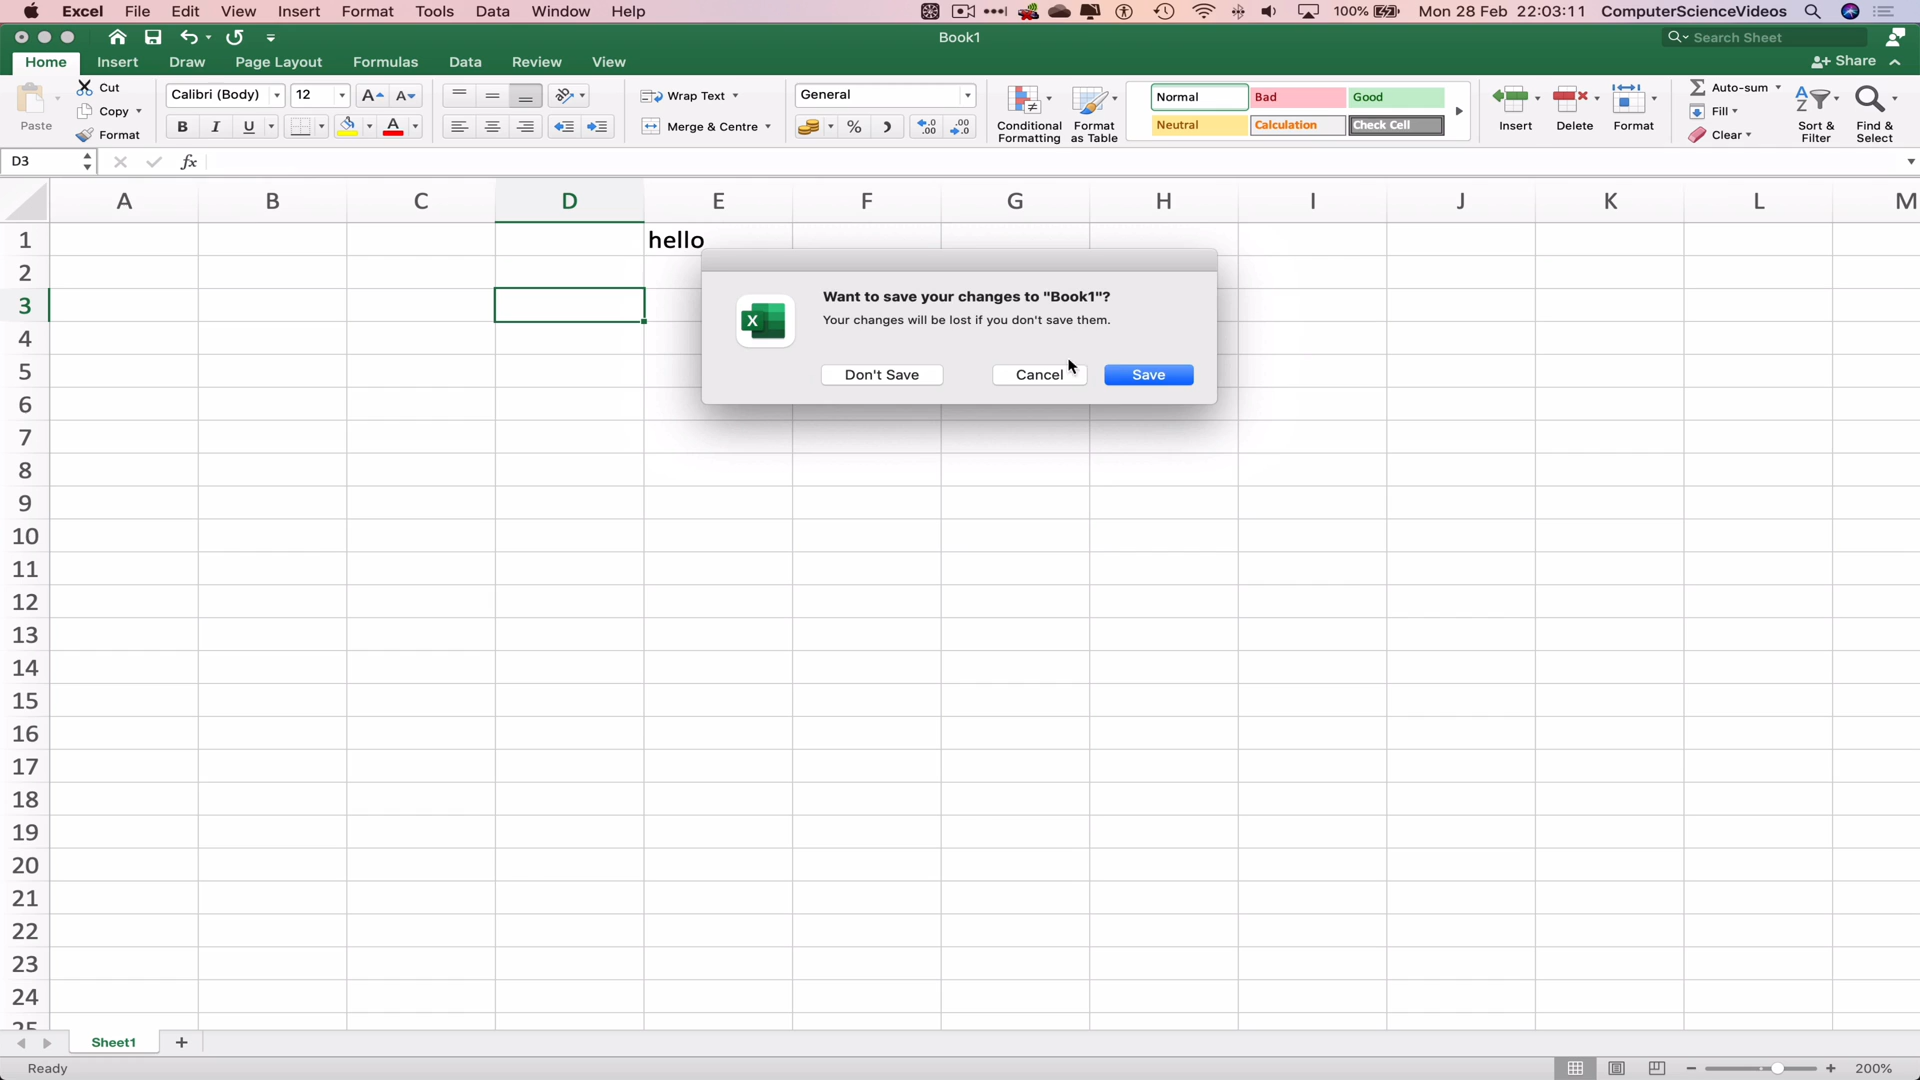 Excel File Edit View Insert Format Tools Data Window Help 100% Mon 28 Feb 22:03:11 ComputerScienceVideos
Book1 Search Sheet
Home Insert Draw Page Layout Formulas Data Review View Share
Paste
Cut
Copy
Format
Calibri (Body) 12
A A
B I U A
ab
Wrap Text
Merge & Centre
General
%
Conditional Formatting
Format as Table
Normal Bad Good
Neutral Calculation Check Cell
Insert Delete Format
Auto-sum
Fill
Clear
Sort & Filter
Find & Select
D3 fx
A B C D E F G H I J K L M
1 hello
2
3
4
5
6
7
8
9
10
11
12
13
14
15
16
17
18
19
20
21
22
23
24
25
Want to save your changes to "Book1"?
Your changes will be lost if you don't save them.
Don't Save Cancel Save
Sheet1 +
Ready 200%